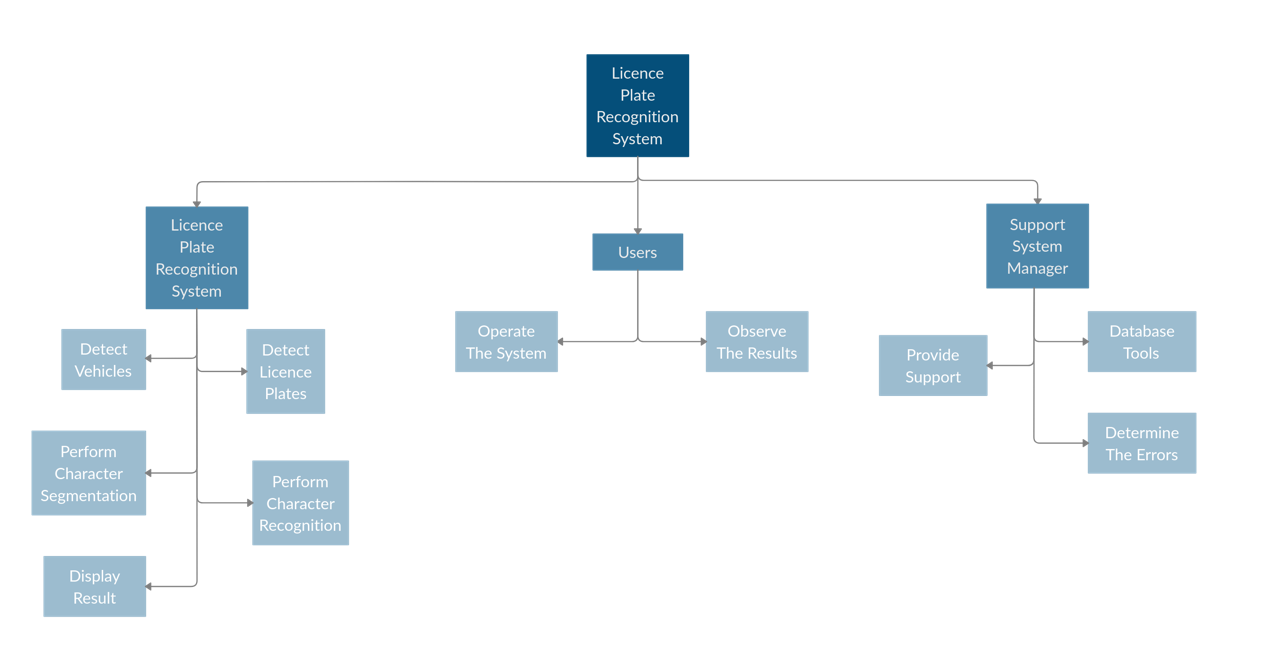 Licence
Plate
Recognition
System
Licence
Plate
Recognition
System
Users
Support
System
Manager
Detect
Vehicles
Detect
Licence
Plates
Perform
Character
Segmentation
Perform
Character
Recognition
Display
Result
Operate
The System
Observe
The Results
Provide
Support
Database
Tools
Determine
The Errors